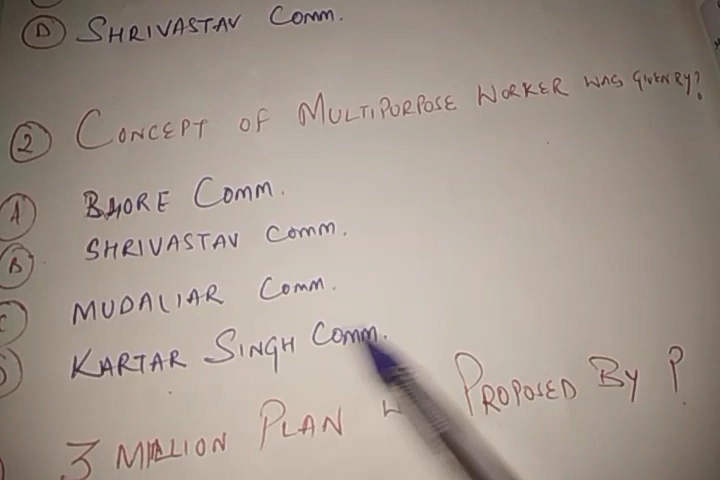 D SHRIVASTAV Comm.
2 CONCEPT OF MULTIPURPOSE WORKER WAS GIVEN BY?
A BHORE Comm.
B SHRIVASTAV Comm.
C MUDALIAR Comm.
D KARTAR SINGH Comm.
3 MILLION PLAN W PROPOSED BY ?